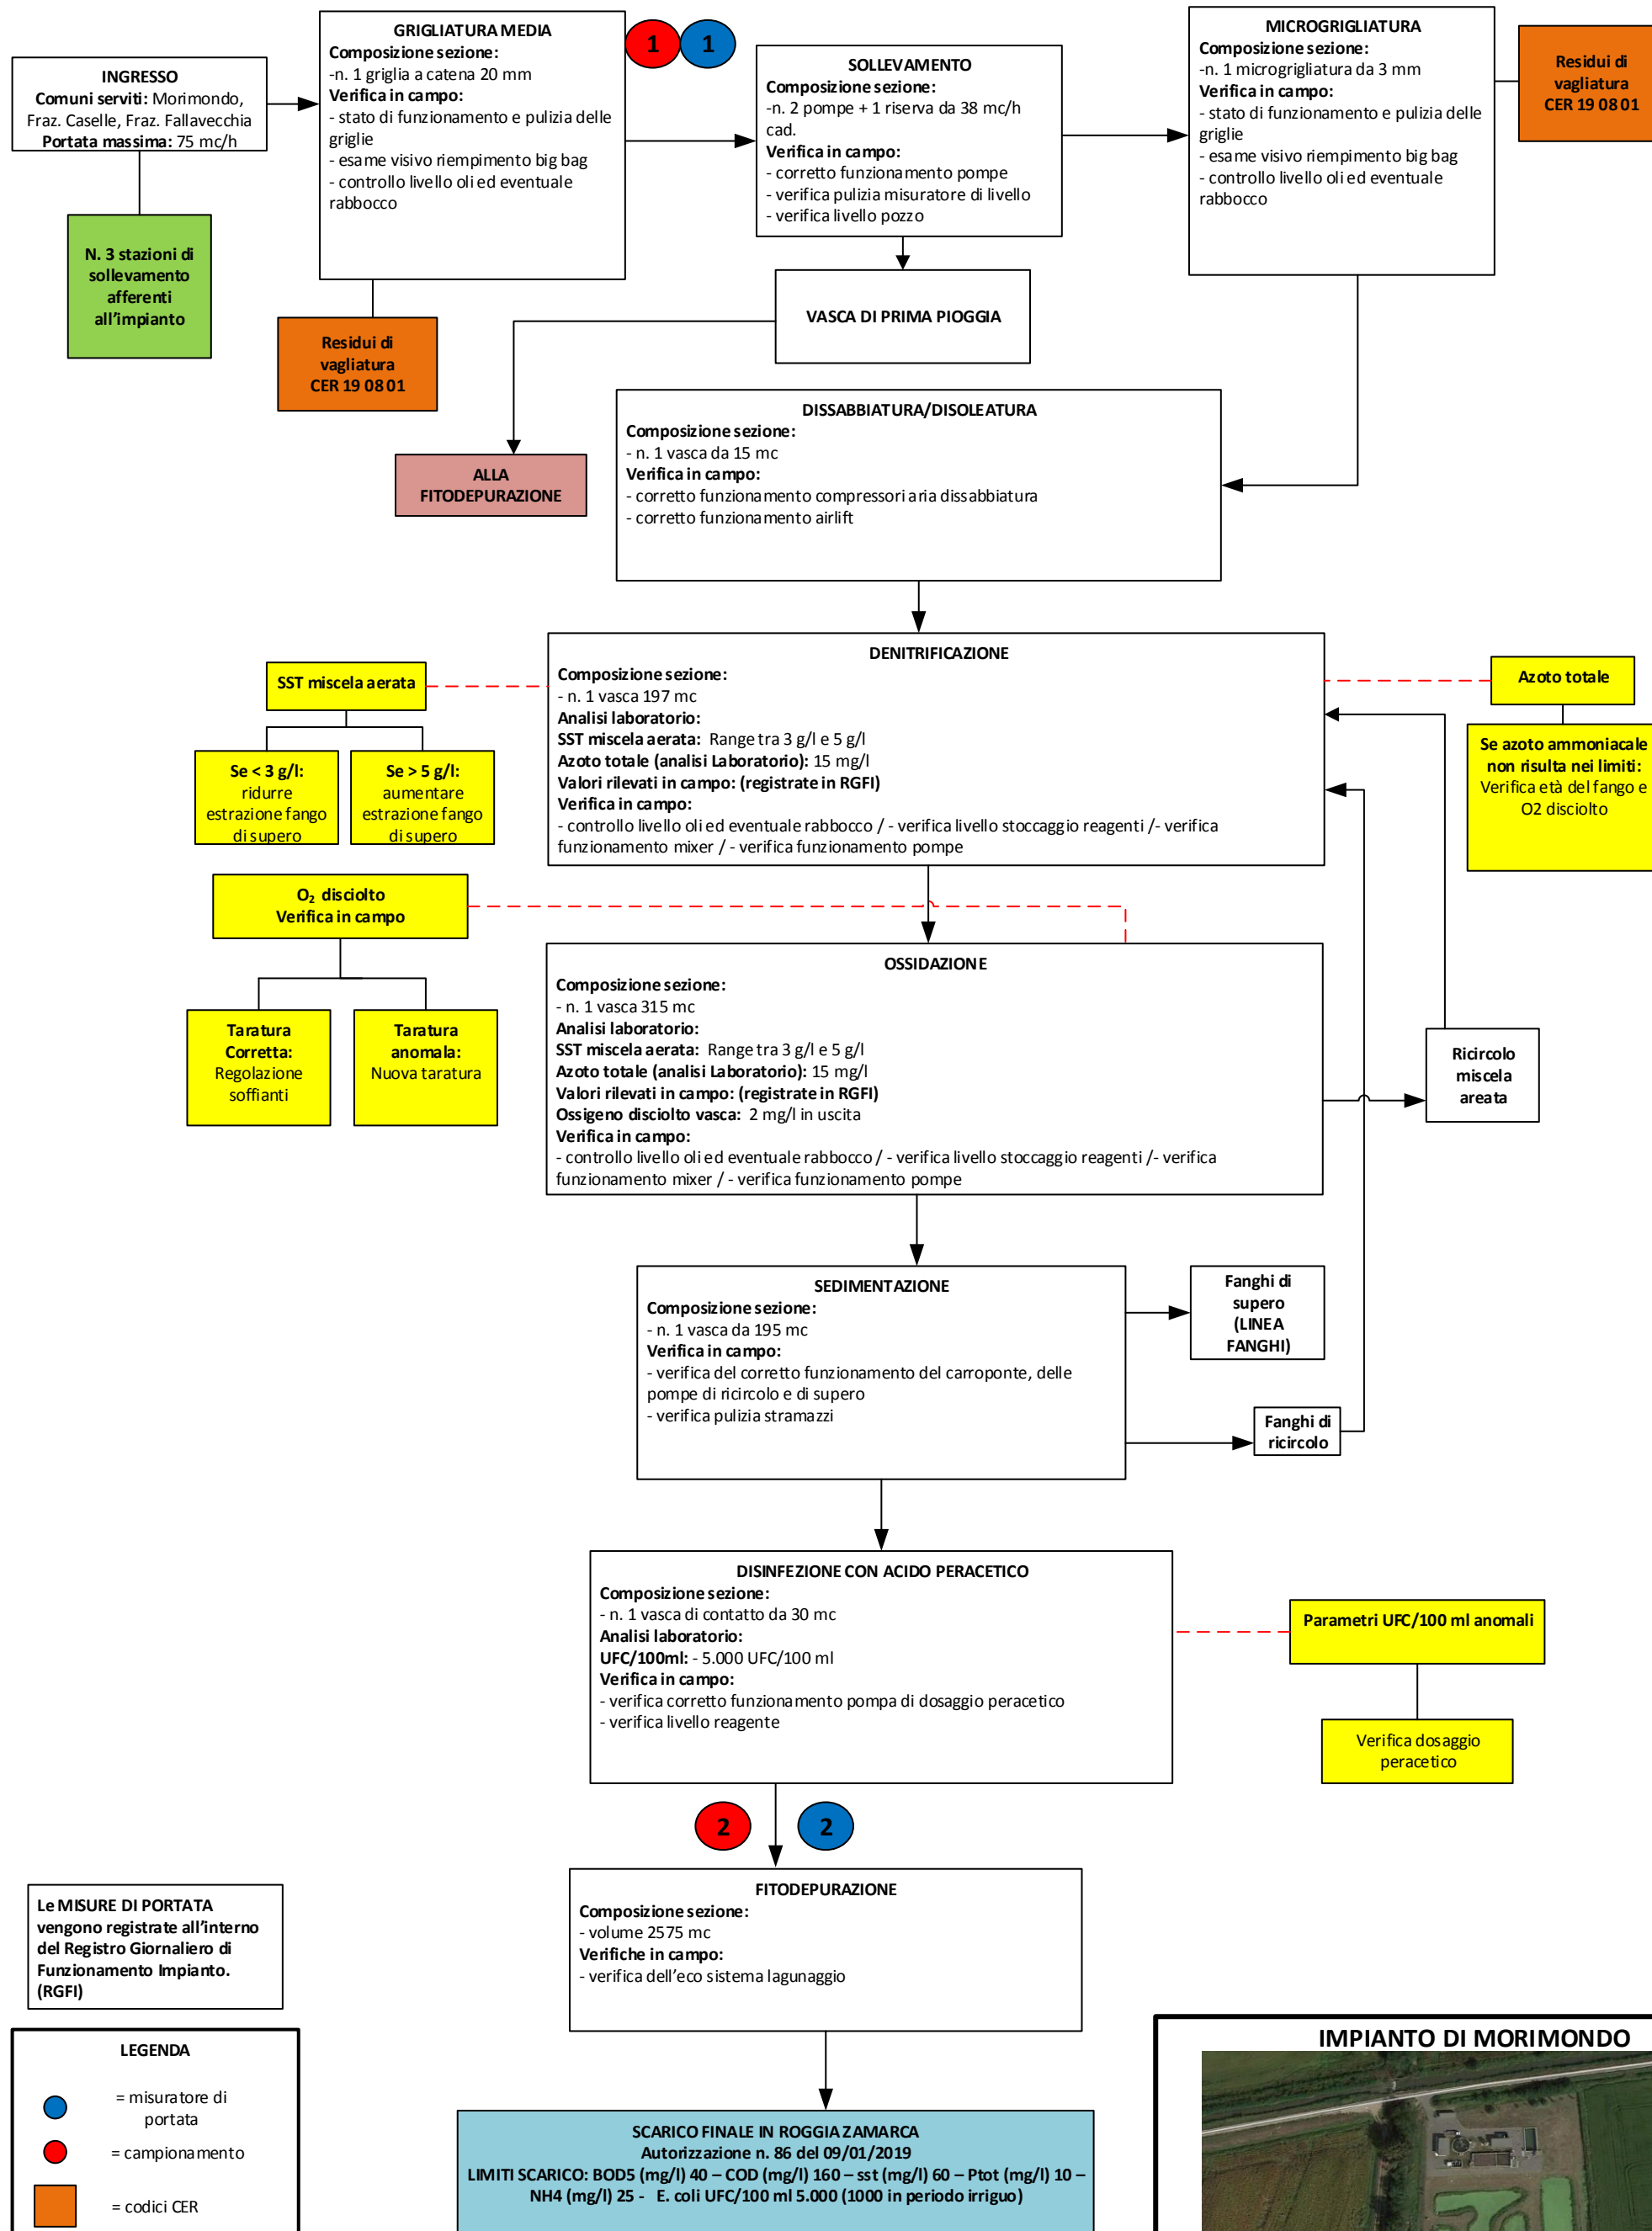 INGRESSO
Comuni serviti: Morimondo,
Fraz. Caselle, Fraz. Fallavecchia
Portata massima: 75 mc/h
N. 3 stazioni di
sollevamento
afferenti
all'impianto
GRIGLIATURA MEDIA
Composizione sezione:
-n. 1 griglia a catena 20 mm
Verifica in campo:
- stato di funzionamento e pulizia delle
griglie
- esame visivo riempimento big bag
- controllo livello oli ed eventuale
rabbocco
1
1
Residui di
vagliatura
CER 19 08 01
SOLLEVAMENTO
Composizione sezione:
-n. 2 pompe + 1 riserva da 38 mc/h
cad.
Verifica in campo:
- corretto funzionamento pompe
- verifica pulizia misuratore di livello
- verifica livello pozzo
MICROGRIGLIATURA
Composizione sezione:
-n. 1 microgrigliatura da 3 mm
Verifica in campo:
- stato di funzionamento e pulizia delle
griglie
- esame visivo riempimento big bag
- controllo livello oli ed eventuale
rabbocco
Residui di
vagliatura
CER 19 08 01
VASCA DI PRIMA PIOGGIA
ALLA
FITODEPURAZIONE
DISSABBIATURA/DISOLEATURA
Composizione sezione:
- n. 1 vasca da 15 mc
Verifica in campo:
- corretto funzionamento compressori aria dissabbiatura
- corretto funzionamento airlift
DENITRIFICAZIONE
Composizione sezione:
- n. 1 vasca 197 mc
Analisi laboratorio:
SST miscela aerata: Range tra 3 g/l e 5 g/l
Azoto totale (analisi Laboratorio): 15 mg/l
Valori rilevati in campo: (registrate in RGFI)
Verifica in campo:
- controllo livello oli ed eventuale rabbocco / - verifica livello stoccaggio reagenti /- verifica
funzionamento mixer / - verifica funzionamento pompe
SST miscela aerata
Se < 3 g/l:
ridurre
estrazione fango
di supero
Se > 5 g/l:
aumentare
estrazione fango
di supero
Azoto totale
Se azoto ammoniacale
non risulta nei limiti:
Verifica età del fango e
O2 disciolto
O₂ disciolto
Verifica in campo
Taratura
Corretta:
Regolazione
soffianti
Taratura
anomala:
Nuova taratura
OSSIDAZIONE
Composizione sezione:
- n. 1 vasca 315 mc
Analisi laboratorio:
SST miscela aerata: Range tra 3 g/l e 5 g/l
Azoto totale (analisi Laboratorio): 15 mg/l
Valori rilevati in campo: (registrate in RGFI)
Ossigeno disciolto vasca: 2 mg/l in uscita
Verifica in campo:
- controllo livello oli ed eventuale rabbocco / - verifica livello stoccaggio reagenti /- verifica
funzionamento mixer / - verifica funzionamento pompe
Ricircolo
miscela
areata
SEDIMENTAZIONE
Composizione sezione:
- n. 1 vasca da 195 mc
Verifica in campo:
- verifica del corretto funzionamento del carroponte, delle
pompe di ricircolo e di supero
- verifica pulizia stramazzi
Fanghi di
supero
(LINEA
FANGHI)
Fanghi di
ricircolo
DISINFEZIONE CON ACIDO PERACETICO
Composizione sezione:
- n. 1 vasca di contatto da 30 mc
Analisi laboratorio:
UFC/100ml: - 5.000 UFC/100 ml
Verifica in campo:
- verifica corretto funzionamento pompa di dosaggio peracetico
- verifica livello reagente
Parametri UFC/100 ml anomali
Verifica dosaggio
peracetico
2
2
FITODEPURAZIONE
Composizione sezione:
- volume 2575 mc
Verifiche in campo:
- verifica dell'eco sistema lagunaggio
Le MISURE DI PORTATA
vengono registrate all'interno
del Registro Giornaliero di
Funzionamento Impianto.
(RGFI)
LEGENDA
= misuratore di
portata
= campionamento
= codici CER
SCARICO FINALE IN ROGGIA ZAMARCA
Autorizzazione n. 86 del 09/01/2019
LIMITI SCARICO: BOD5 (mg/l) 40 – COD (mg/l) 160 – sst (mg/l) 60 – Ptot (mg/l) 10 –
NH4 (mg/l) 25 - E. coli UFC/100 ml 5.000 (1000 in periodo irriguo)
IMPIANTO DI MORIMONDO